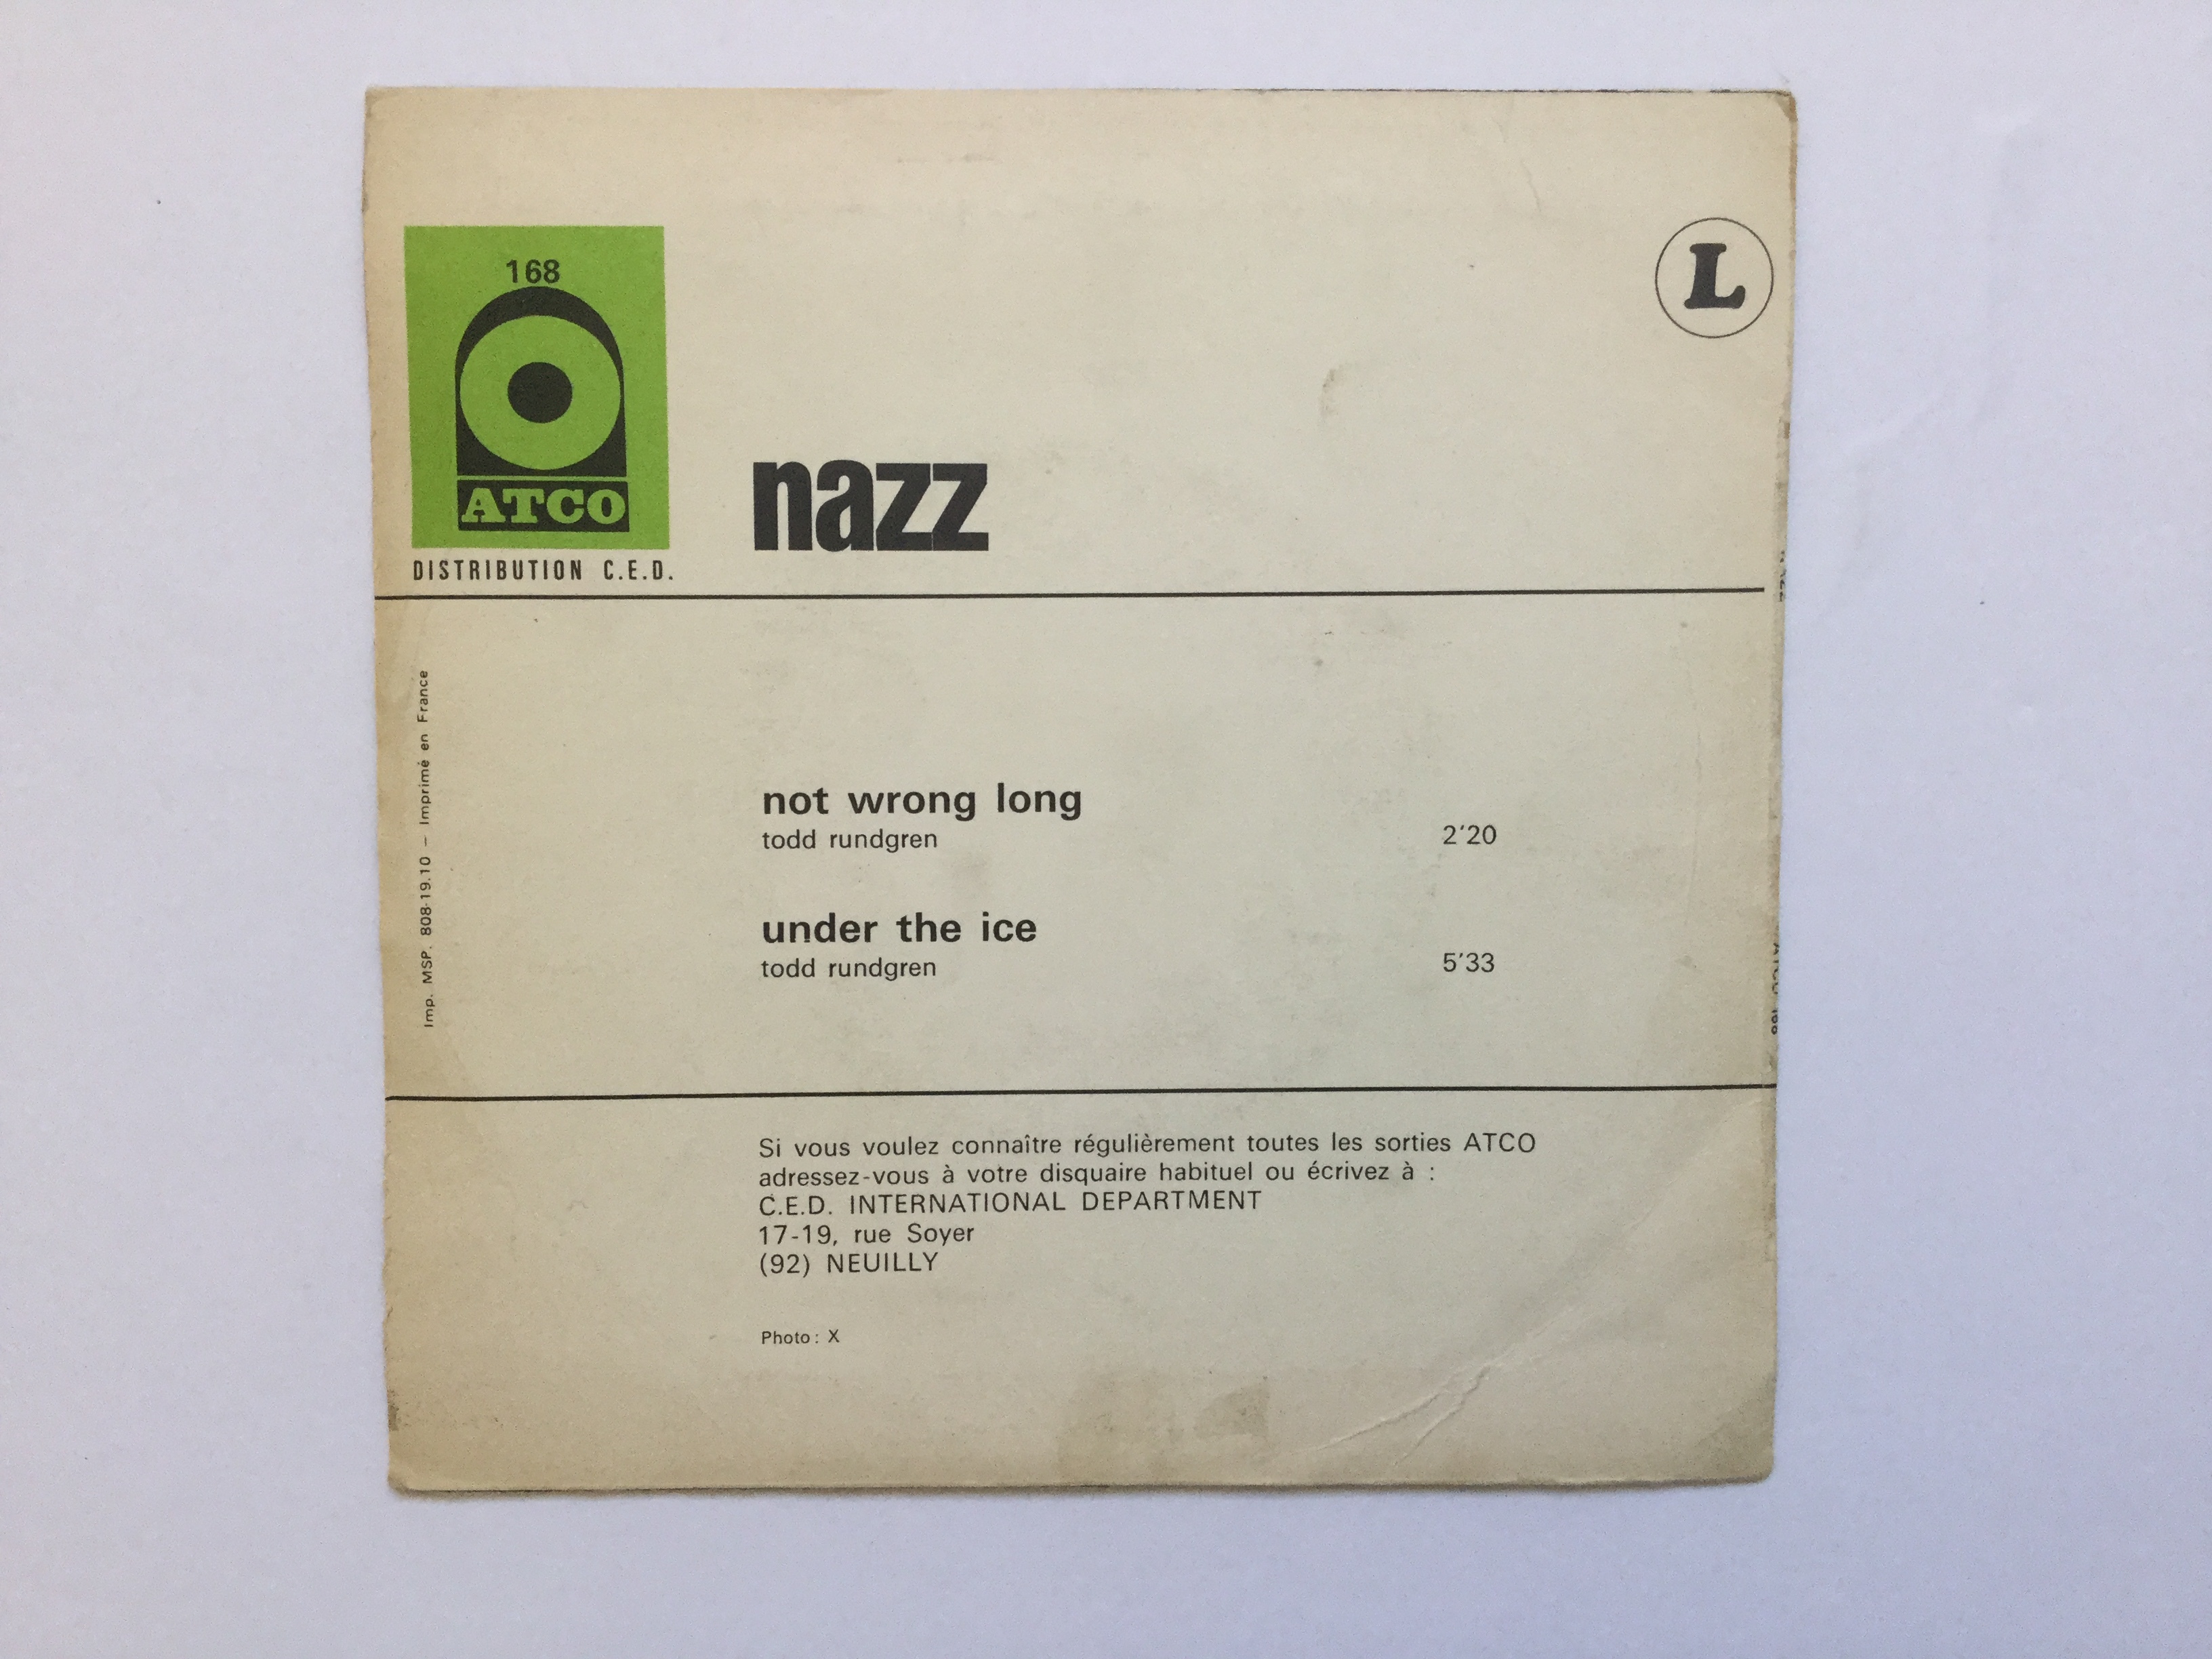 168
L
ATCO
nazz
DISTRIBUTION C.E.D.
not wrong long
todd rundgren 2'20
under the ice
todd rundgren 5'33
Imp. MSP. 808-19.10 – Imprimé en France
ATCO 168
Si vous voulez connaître régulièrement toutes les sorties ATCO
adressez-vous à votre disquaire habituel ou écrivez à :
C.E.D. INTERNATIONAL DEPARTMENT
17-19, rue Soyer
(92) NEUILLY
Photo : X